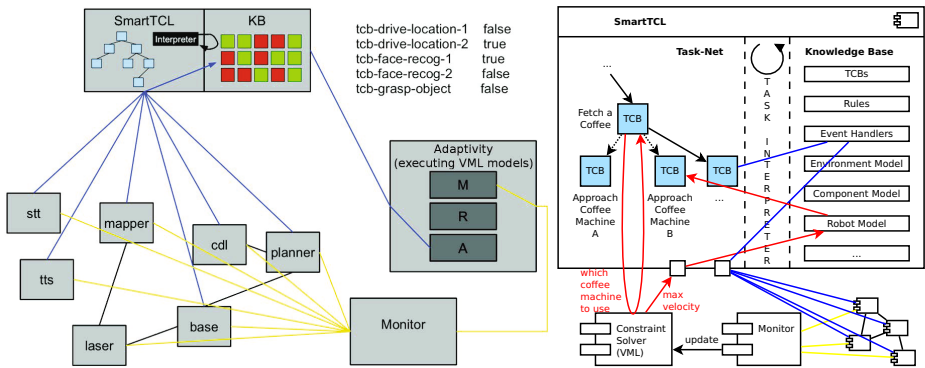 SmartTCL
KB
Interpreter
tcb-drive-location-1 false
tcb-drive-location-2 true
tcb-face-recog-1 true
tcb-face-recog-2 false
tcb-grasp-object false
Adaptivity
(executing VML models)
M
R
A
stt
mapper
cdl
planner
tts
laser
base
Monitor
SmartTCL
Task-Net
Knowledge Base
...
Fetch a
Coffee
TCB
TCB
TCB
TCB
Approach
Coffee
Machine
A
Approach
Coffee
Machine
B
...
TASK INTERPRETER
TCBs
Rules
Event Handlers
Environment Model
Component Model
Robot Model
...
which
coffee
machine
to use
max
velocity
Constraint
Solver
(VML)
update
Monitor